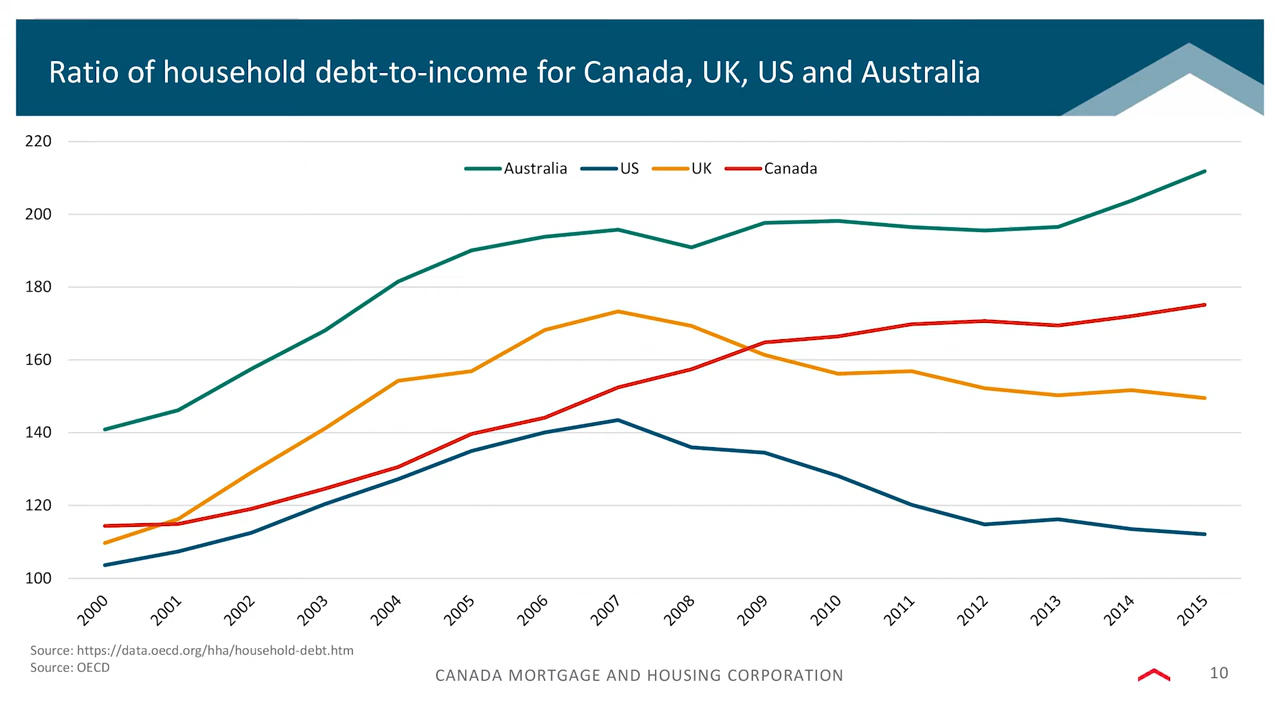 Ratio of household debt-to-income for Canada, UK, US and Australia
220
Australia US UK Canada
200
180
160
140
120
100
2000 2001 2002 2003 2004 2005 2006 2007 2008 2009 2010 2011 2012 2013 2014 2015
Source: https://data.oecd.org/hha/household-debt.htm
Source: OECD
CANADA MORTGAGE AND HOUSING CORPORATION
10